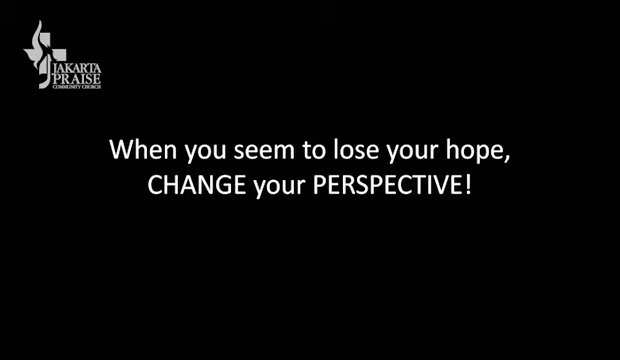 JAKARTA
PRAISE
COMMUNITY CHURCH
When you seem to lose your hope,
CHANGE your PERSPECTIVE!